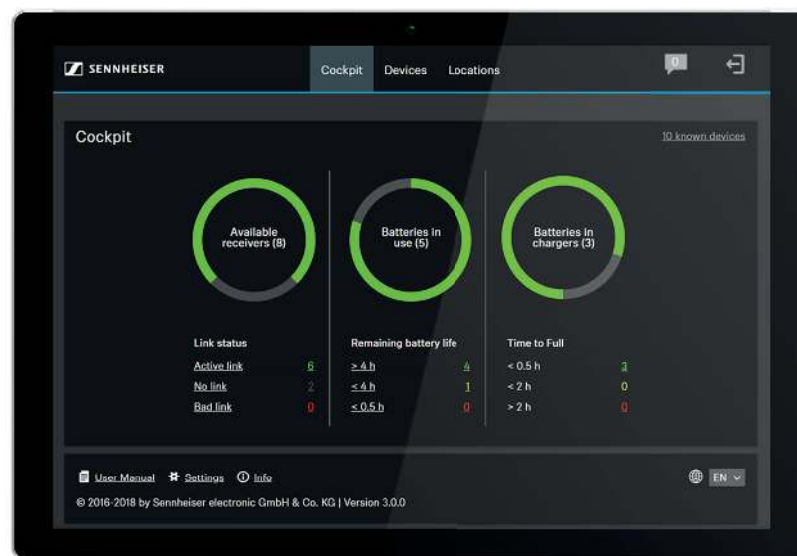 SENNHEISER
Cockpit Devices Locations
0
Cockpit
10 known devices
Available
receivers (8)
Batteries in
use (5)
Batteries in
chargers (3)
Link status
Active link 6
No link 2
Bad link 0
Remaining battery life
> 4 h 4
< 4 h 1
< 0.5 h 0
Time to Full
< 0.5 h 3
< 2 h 0
> 2 h 0
User Manual Settings Info
EN
© 2016-2018 by Sennheiser electronic GmbH & Co. KG | Version 3.0.0